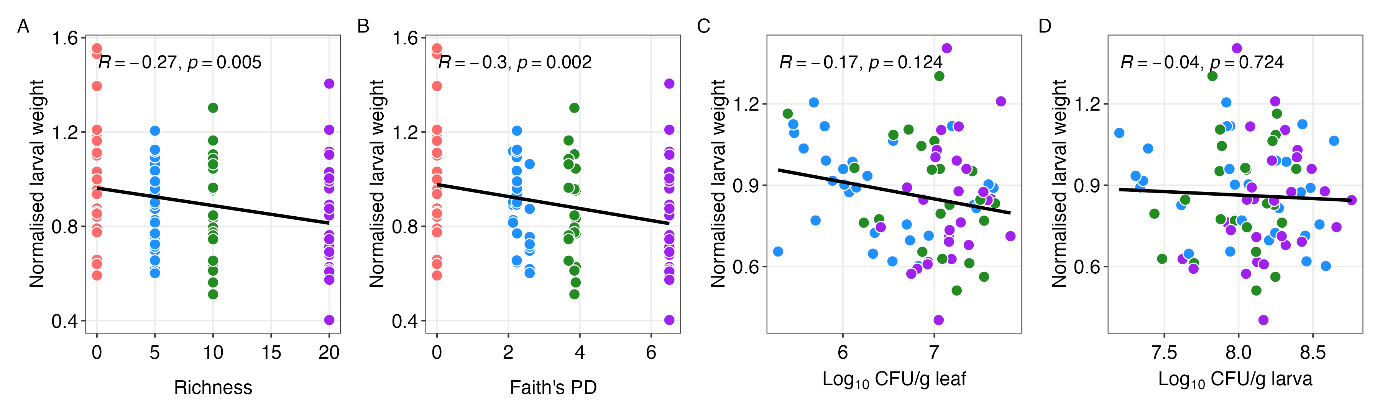 A
Normalised larval weight
1.6
1.2
0.8
0.4
R = −0.27, p = 0.005
0 5 10 15 20
Richness
B
Normalised larval weight
1.6
1.2
0.8
0.4
R = −0.3, p = 0.002
0 2 4 6
Faith's PD
C
Normalised larval weight
1.2
0.9
0.6
R = −0.17, p = 0.124
6 7
Log10 CFU/g leaf
D
Normalised larval weight
1.2
0.9
0.6
R = −0.04, p = 0.724
7.5 8.0 8.5
Log10 CFU/g larva